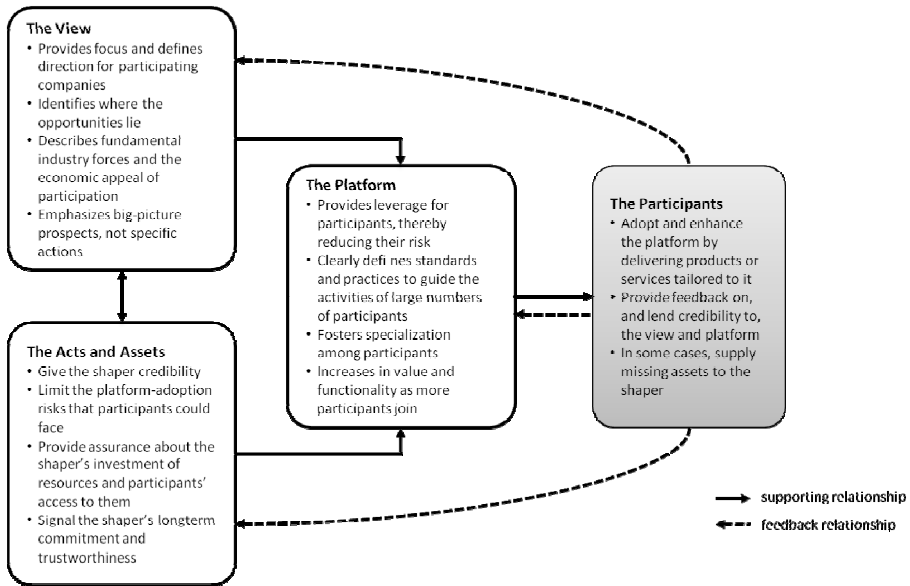 The View
• Provides focus and defines
direction for participating
companies
• Identifies where the
opportunities lie
• Describes fundamental
industry forces and the
economic appeal of
participation
• Emphasizes big-picture
prospects, not specific
actions
The Acts and Assets
• Give the shaper credibility
• Limit the platform-adoption
risks that participants could
face
• Provide assurance about the
shaper's investment of
resources and participants'
access to them
• Signal the shaper's longterm
commitment and
trustworthiness
The Platform
• Provides leverage for
participants, thereby
reducing their risk
• Clearly defi nes standards
and practices to guide the
activities of large numbers
of participants
• Fosters specialization
among participants
• Increases in value and
functionality as more
participants join
The Participants
• Adopt and enhance
the platform by
delivering products or
services tailored to it
• Provide feedback on,
and lend credibility to,
the view and platform
• In some cases, supply
missing assets to the
shaper
supporting relationship
feedback relationship